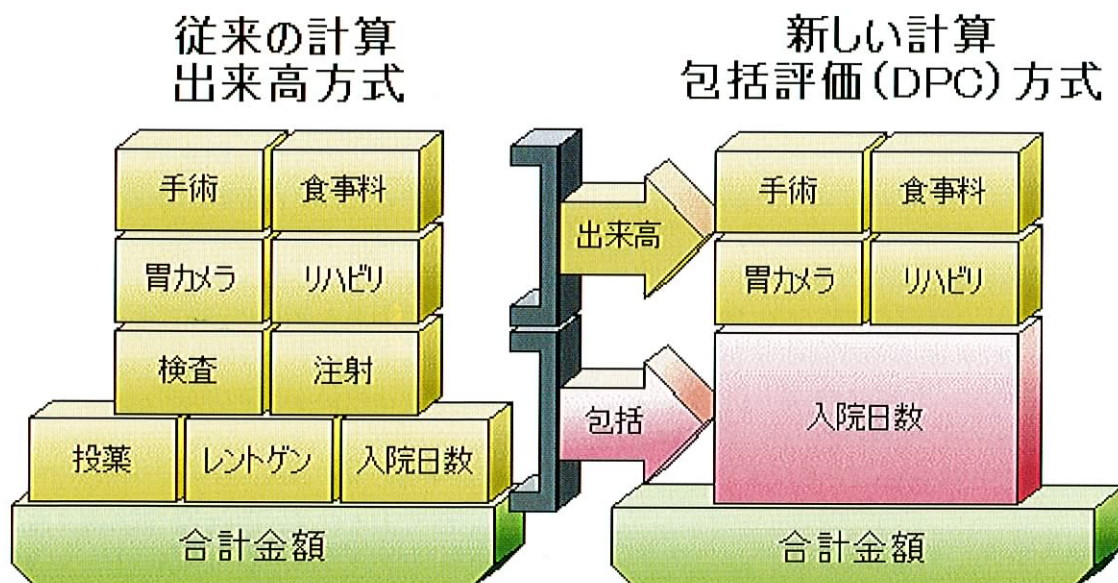 従来の計算
出来高方式
手術
食事料
胃カメラ
リハビリ
検査
注射
投薬
レントゲン
入院日数
合計金額
出来高
包括
新しい計算
包括評価(DPC)方式
手術
食事料
胃カメラ
リハビリ
入院日数
合計金額